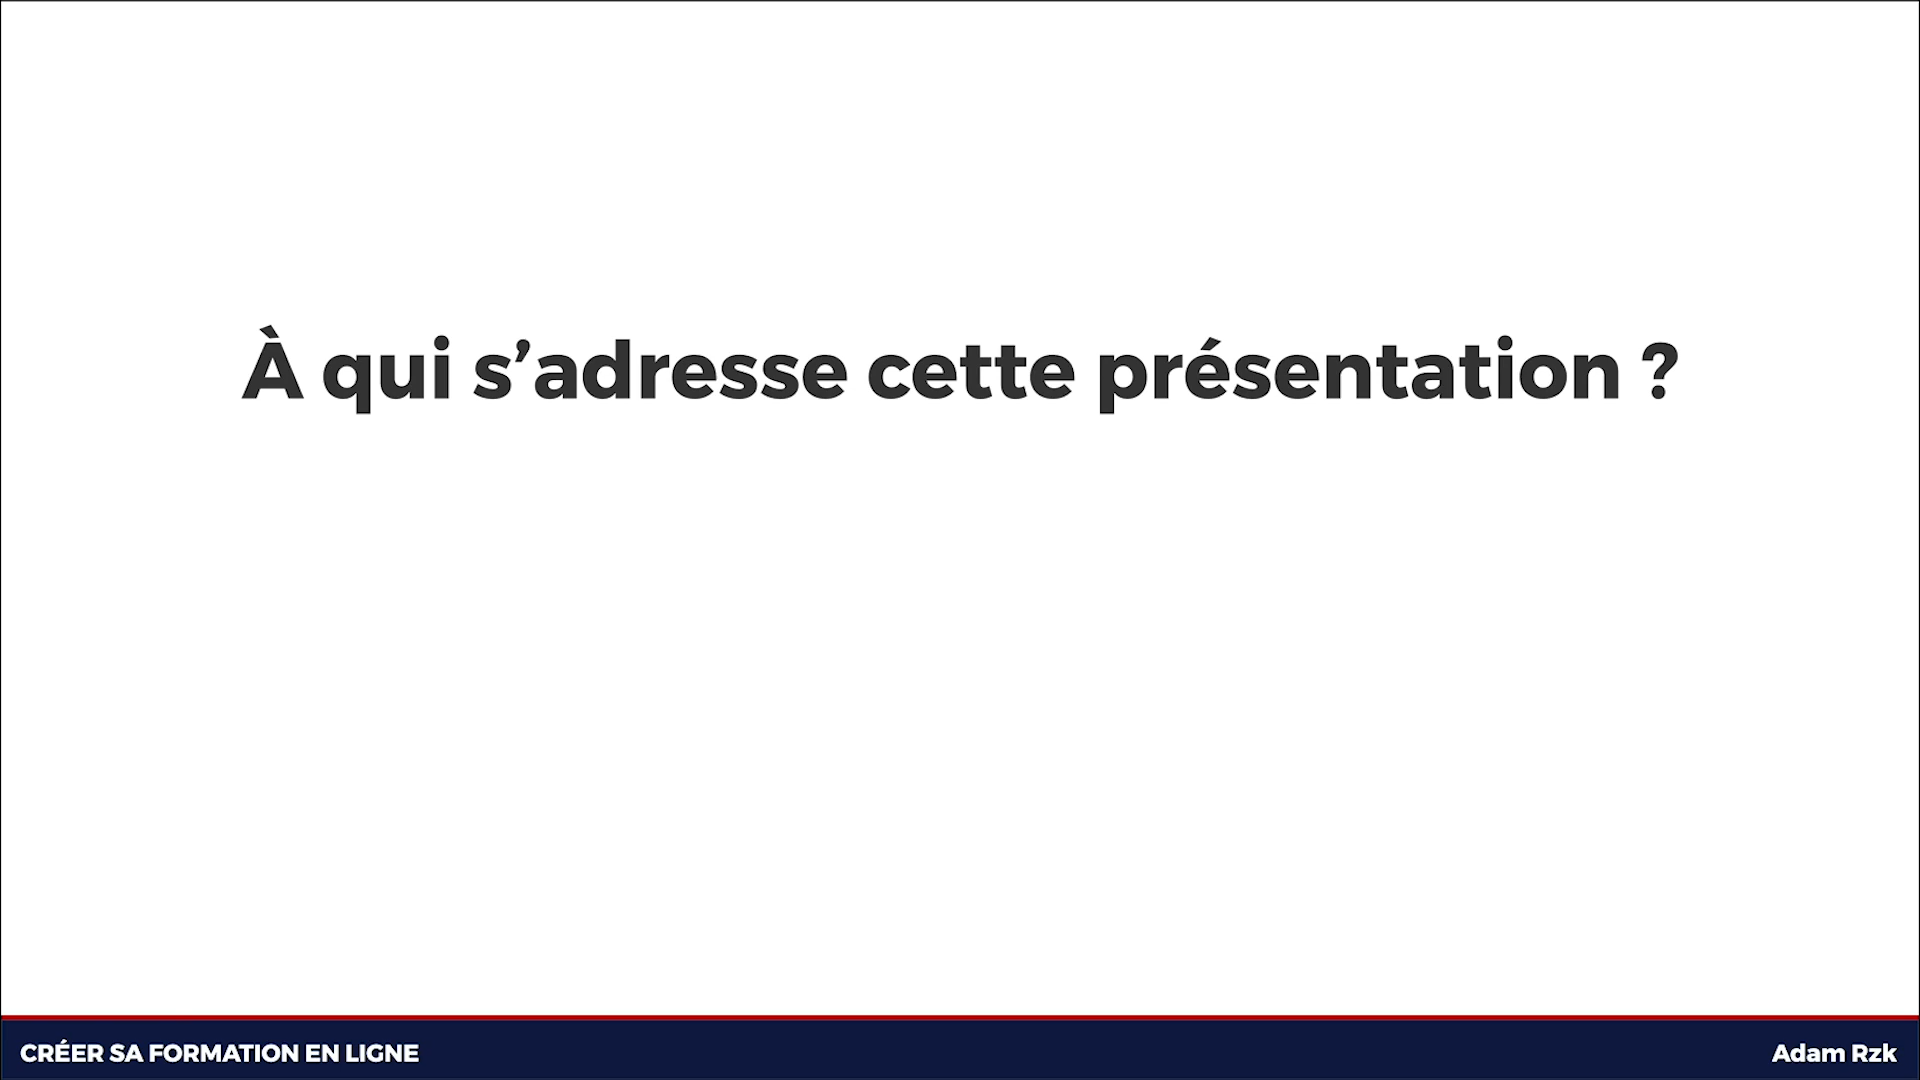 À qui s’adresse cette présentation ?
CRÉER SA FORMATION EN LIGNE
Adam Rzk